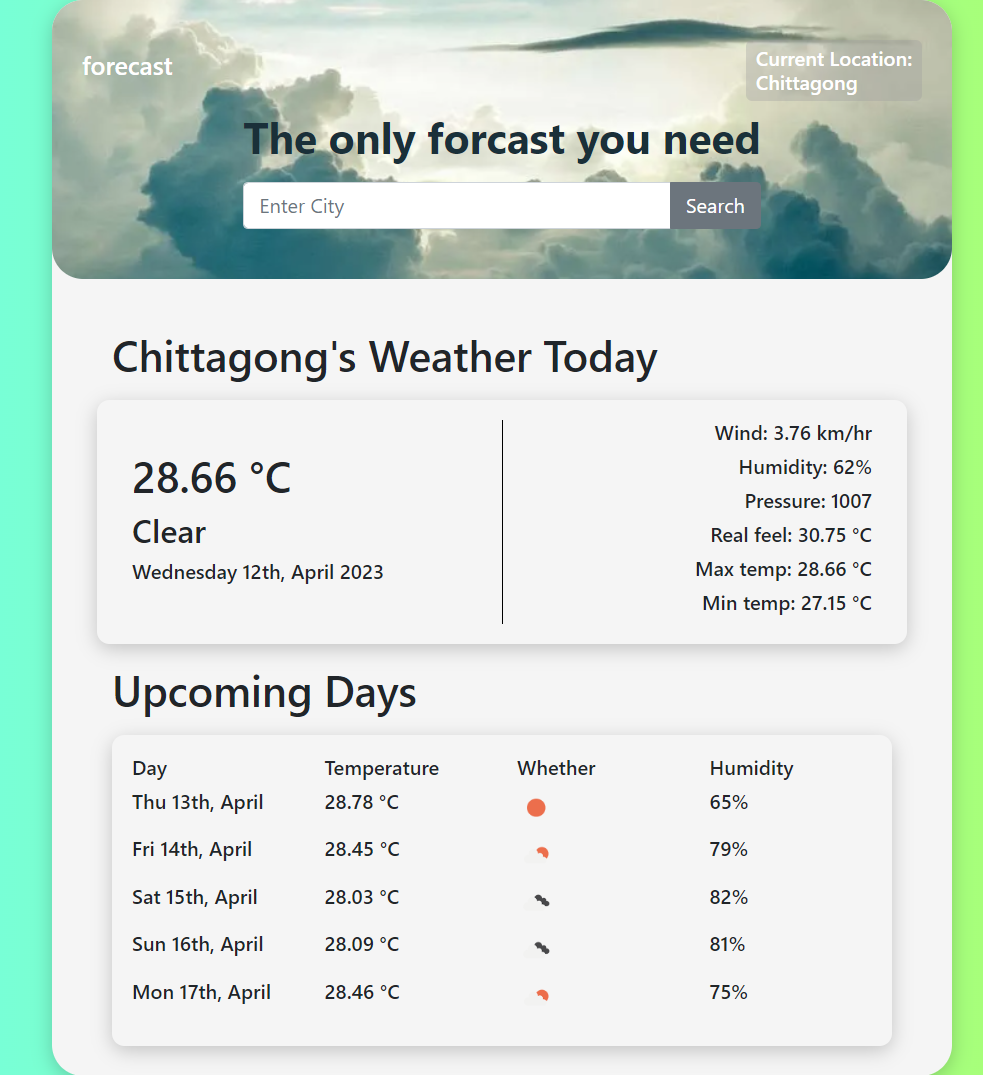 forecast
Current Location:
Chittagong
The only forcast you need
Enter City
Search
Chittagong's Weather Today
28.66 °C
Clear
Wednesday 12th, April 2023
Wind: 3.76 km/hr
Humidity: 62%
Pressure: 1007
Real feel: 30.75 °C
Max temp: 28.66 °C
Min temp: 27.15 °C
Upcoming Days
Day Temperature Whether Humidity
Thu 13th, April 28.78 °C 65%
Fri 14th, April 28.45 °C 79%
Sat 15th, April 28.03 °C 82%
Sun 16th, April 28.09 °C 81%
Mon 17th, April 28.46 °C 75%